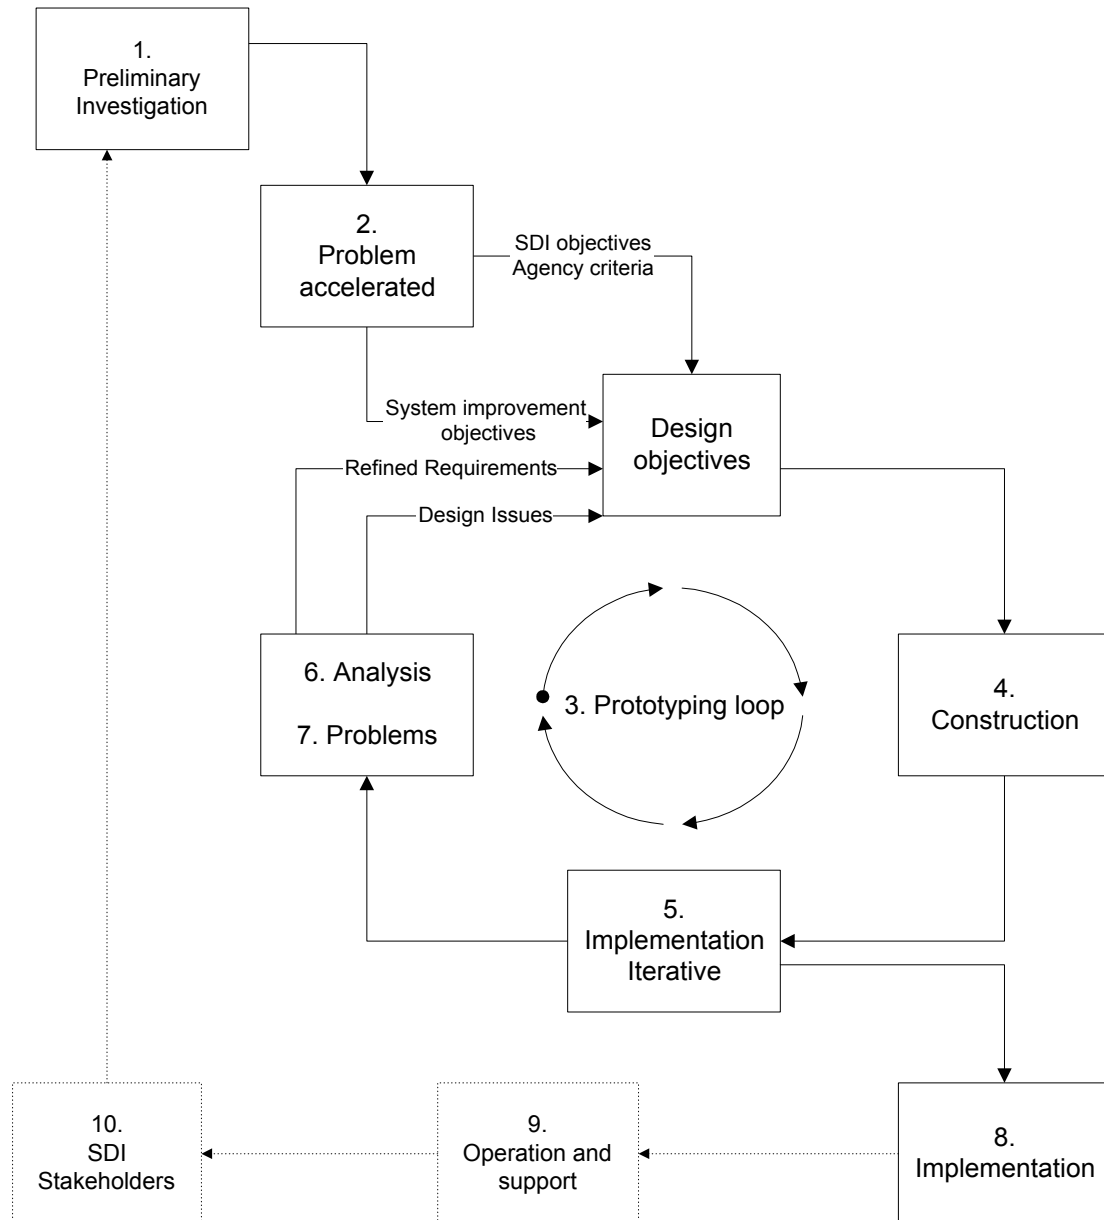 1.
Preliminary
Investigation
2.
Problem
accelerated
SDI objectives
Agency criteria
System improvement
objectives
Design
objectives
Refined Requirements
Design Issues
6. Analysis
7. Problems
3. Prototyping loop
4.
Construction
5.
Implementation
Iterative
10.
SDI
Stakeholders
9.
Operation and
support
8.
Implementation